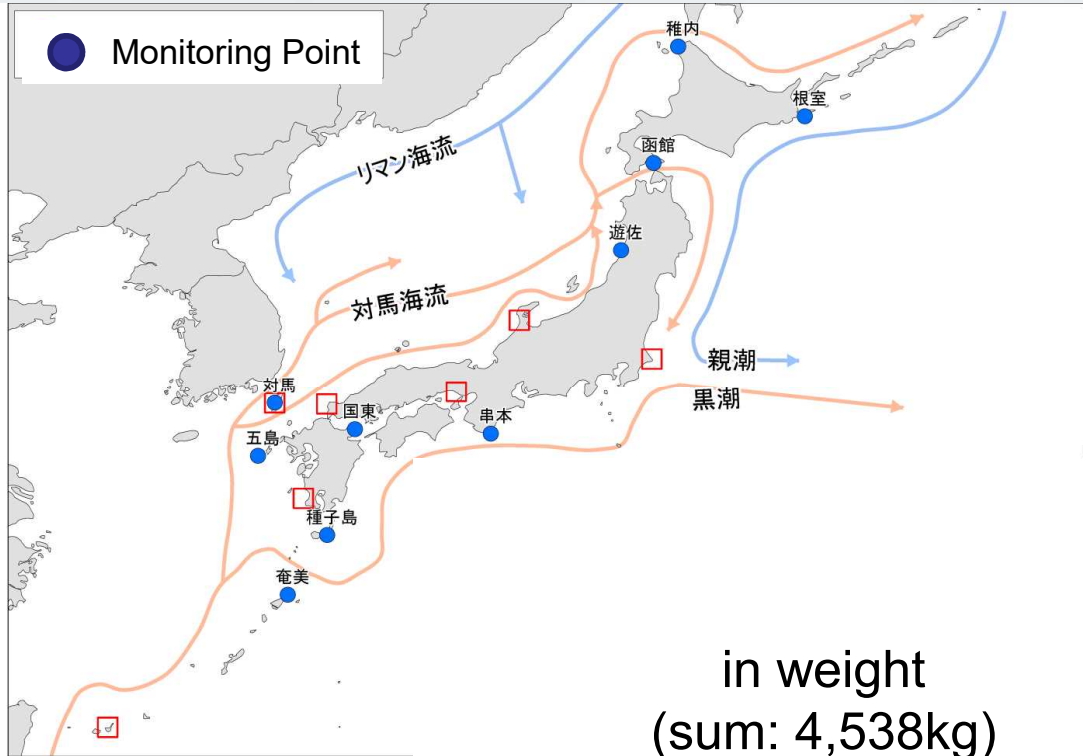 Monitoring Point
稚内
根室
函館
リマン海流
遊佐
対馬海流
親潮
対馬
黒潮
国東
串本
五島
種子島
奄美
in weight
(sum: 4,538kg)